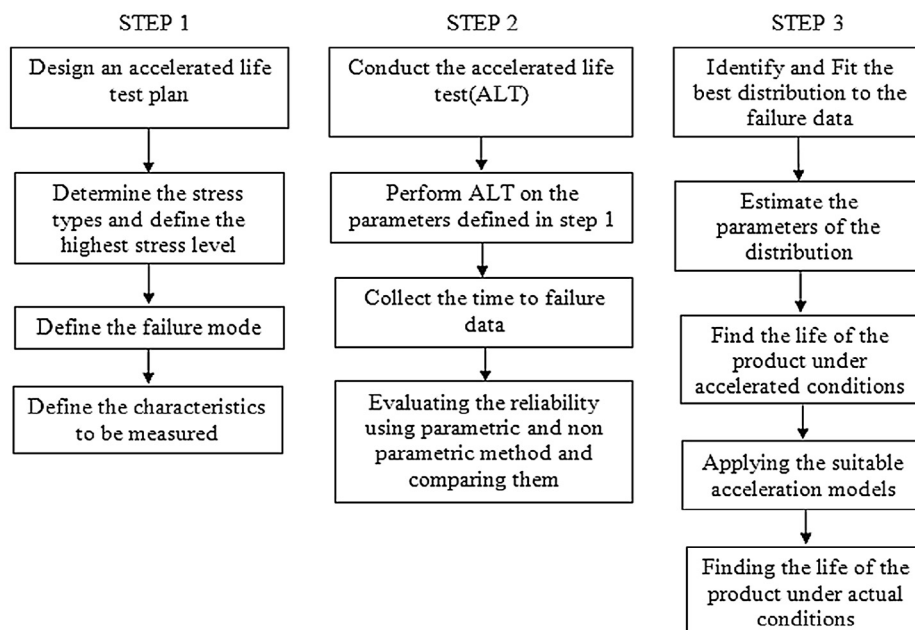 STEP 1
Design an accelerated life
test plan
Determine the stress
types and define the
highest stress level
Define the failure mode
Define the characteristics
to be measured
STEP 2
Conduct the accelerated life
test(ALT)
Perform ALT on the
parameters defined in step 1
Collect the time to failure
data
Evaluating the reliability
using parametric and non
parametric method and
comparing them
STEP 3
Identify and Fit the
best distribution to the
failure data
Estimate the
parameters of the
distribution
Find the life of the
product under
accelerated conditions
Applying the suitable
acceleration models
Finding the life of the
product under actual
conditions